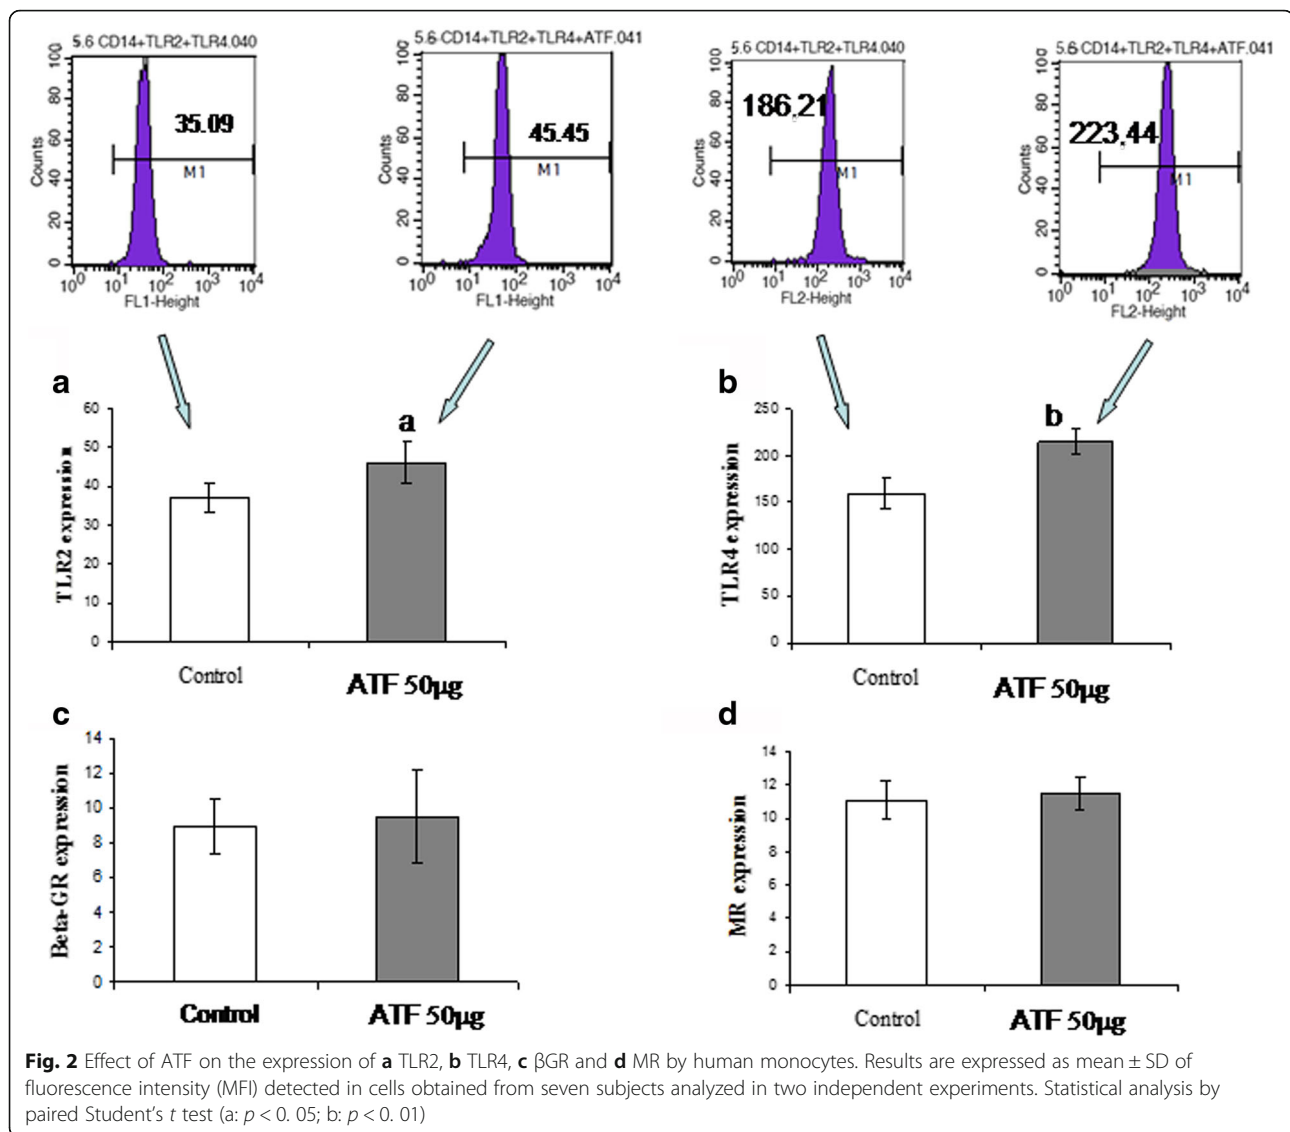 5.6 CD14+TLR2+TLR4.040
5.6 CD14+TLR2+TLR4+ATF.041
5.6 CD14+TLR2+TLR4.040
5.6 CD14+TLR2+TLR4+ATF.041
Counts
100
80
60
40
20
0
35.09
M1
10^0 10^1 10^2 10^3 10^4
FL1-Height
Counts
100
80
60
40
20
0
45.45
M1
10^0 10^1 10^2 10^3 10^4
FL1-Height
Counts
100
80
60
40
20
0
186.21
M1
10^0 10^1 10^2 10^3 10^4
FL2-Height
Counts
100
80
60
40
20
0
223.44
M1
10^0 10^1 10^2 10^3 10^4
FL2-Height
a
TLR2 expression
60
50
40
30
20
10
0
a
Control
ATF 50µg
b
TLR4 expression
250
200
150
100
50
0
b
Control
ATF 50µg
c
Beta-GR expression
14
12
10
8
6
4
2
0
Control
ATF 50µg
d
MR expression
14
12
10
8
6
4
2
0
Control
ATF 50µg
Fig. 2 Effect of ATF on the expression of a TLR2, b TLR4, c βGR and d MR by human monocytes. Results are expressed as mean ± SD of
fluorescence intensity (MFI) detected in cells obtained from seven subjects analyzed in two independent experiments. Statistical analysis by
paired Student's t test (a: p < 0. 05; b: p < 0. 01)